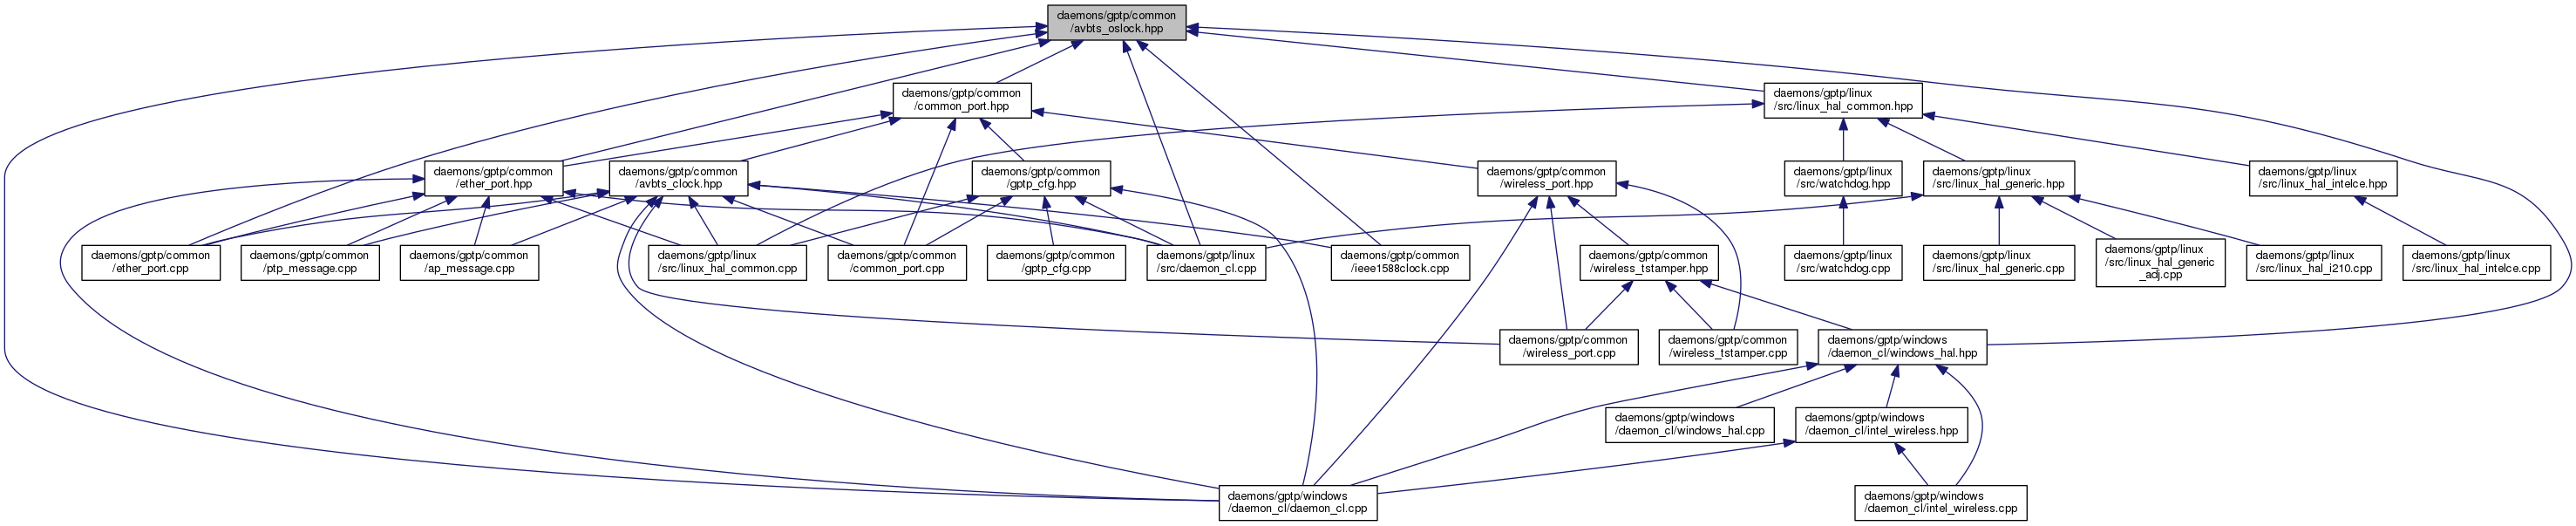 daemons/gptp/common
/avbts_oslock.hpp
daemons/gptp/common
/common_port.hpp
daemons/gptp/linux
/src/linux_hal_common.hpp
daemons/gptp/common
/ether_port.hpp
daemons/gptp/common
/avbts_clock.hpp
daemons/gptp/common
/gptp_cfg.hpp
daemons/gptp/common
/wireless_port.hpp
daemons/gptp/linux
/src/watchdog.hpp
daemons/gptp/linux
/src/linux_hal_generic.hpp
daemons/gptp/linux
/src/linux_hal_intelce.hpp
daemons/gptp/common
/ether_port.cpp
daemons/gptp/common
/ptp_message.cpp
daemons/gptp/common
/ap_message.cpp
daemons/gptp/linux
/src/linux_hal_common.cpp
daemons/gptp/common
/common_port.cpp
daemons/gptp/common
/gptp_cfg.cpp
daemons/gptp/linux
/src/daemon_cl.cpp
daemons/gptp/common
/ieee1588clock.cpp
daemons/gptp/common
/wireless_tstamper.hpp
daemons/gptp/linux
/src/watchdog.cpp
daemons/gptp/linux
/src/linux_hal_generic.cpp
daemons/gptp/linux
/src/linux_hal_generic
_adj.cpp
daemons/gptp/linux
/src/linux_hal_i210.cpp
daemons/gptp/linux
/src/linux_hal_intelce.cpp
daemons/gptp/common
/wireless_port.cpp
daemons/gptp/common
/wireless_tstamper.cpp
daemons/gptp/windows
/daemon_cl/windows_hal.hpp
daemons/gptp/windows
/daemon_cl/windows_hal.cpp
daemons/gptp/windows
/daemon_cl/intel_wireless.hpp
daemons/gptp/windows
/daemon_cl/daemon_cl.cpp
daemons/gptp/windows
/daemon_cl/intel_wireless.cpp